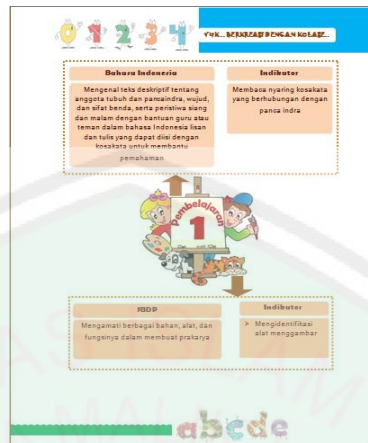 0 1 2 3 4
YUK... BERKREASI DENGAN KOLASE...
Bahasa Indonesia
Mengenal teks deskriptif tentang
anggota tubuh dan pancaindra, wujud,
dan sifat benda, serta peristiwa siang
dan malam dengan bantuan guru atau
teman dalam bahasa Indonesia lisan
dan tulis yang dapat diisi dengan
kosakata untuk membantu
pemahaman
Indikator
Membaca nyaring kosakata
yang berhubungan dengan
panca indra
Pembelajaran
1
SBDP
Mengamati berbagai bahan, alat, dan
fungsinya dalam membuat prakarya
Indikator
➤ Mengidentifikasi
alat menggambar
abcde